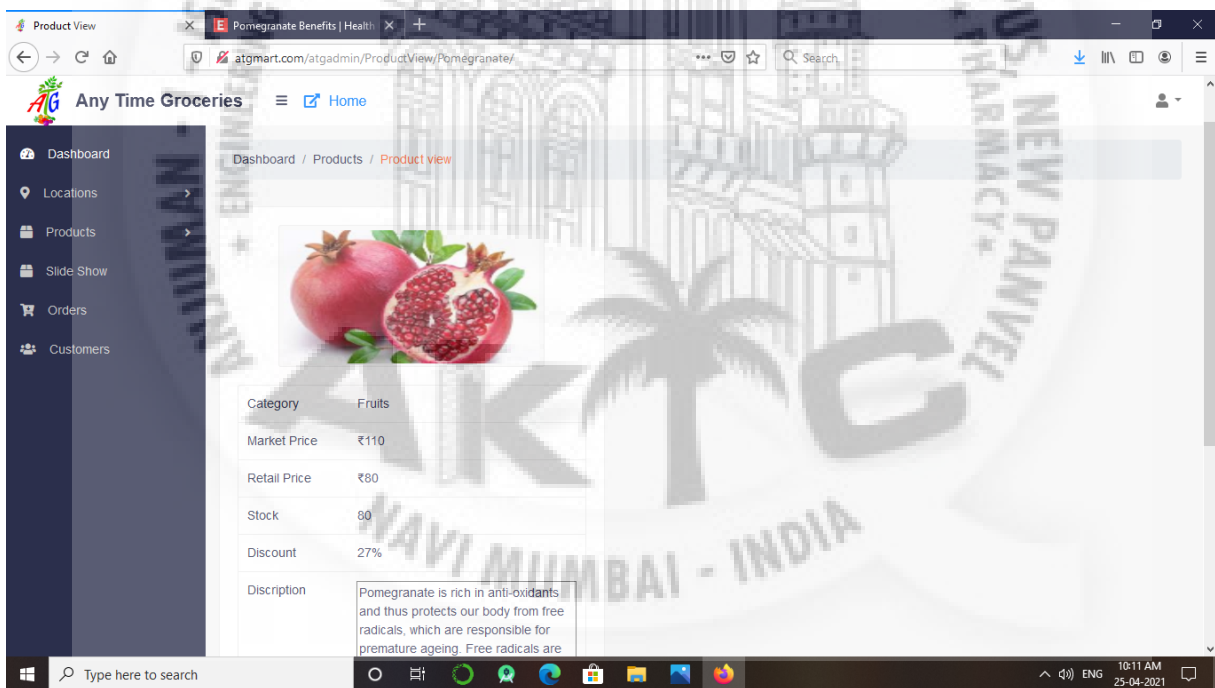 Product View
Pomegranate Benefits | Health
atgmart.com/atgadmin/ProductView/Pomegranate/
Search
ATG
Any Time Groceries
Home
Dashboard
Locations
Products
Slide Show
Orders
Customers
Dashboard / Products / Product view
Category Fruits
Market Price ₹110
Retail Price ₹80
Stock 80
Discount 27%
Discription
Pomegranate is rich in anti-oxidants
and thus protects our body from free
radicals, which are responsible for
premature ageing. Free radicals are
NEW PANVEL
PHARMACY
AKTC
NAVI MUMBAI - INDIA
Type here to search
ENG
10:11 AM
25-04-2021